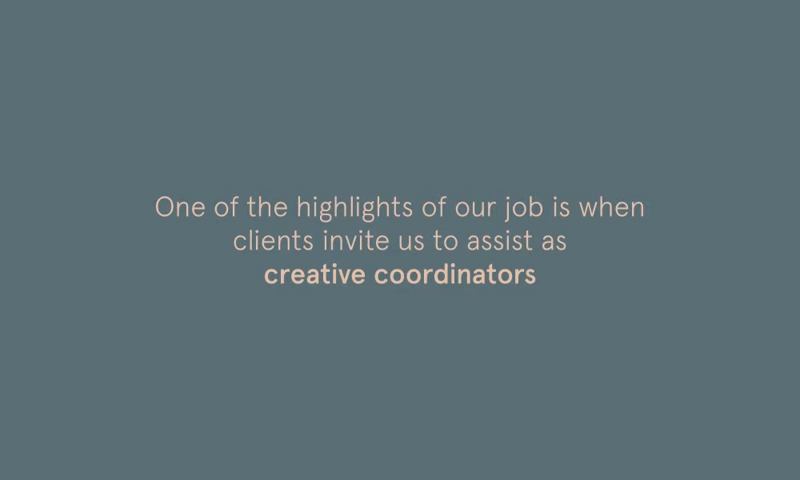 One of the highlights of our job is when
clients invite us to assist as
creative coordinators